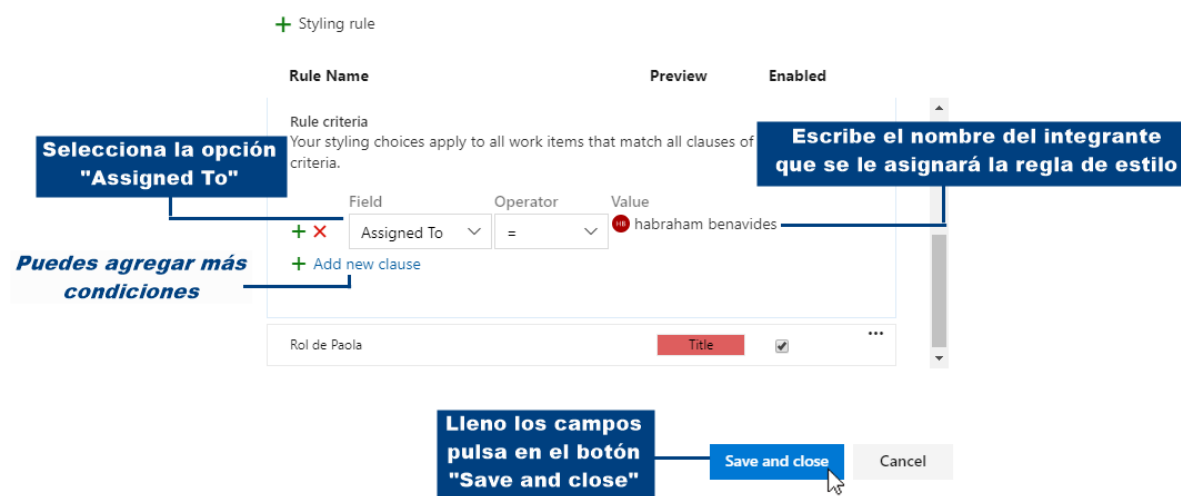 + Styling rule
Rule Name Preview Enabled
Rule criteria
Your styling choices apply to all work items that match all clauses of
criteria.
Selecciona la opción
"Assigned To"
Escribe el nombre del integrante
que se le asignará la regla de estilo
Field Operator Value
Assigned To = HB habraham benavides
+ Add new clause
Puedes agregar más
condiciones
Rol de Paola Title ...
Lleno los campos
pulsa en el botón
"Save and close"
Save and close Cancel